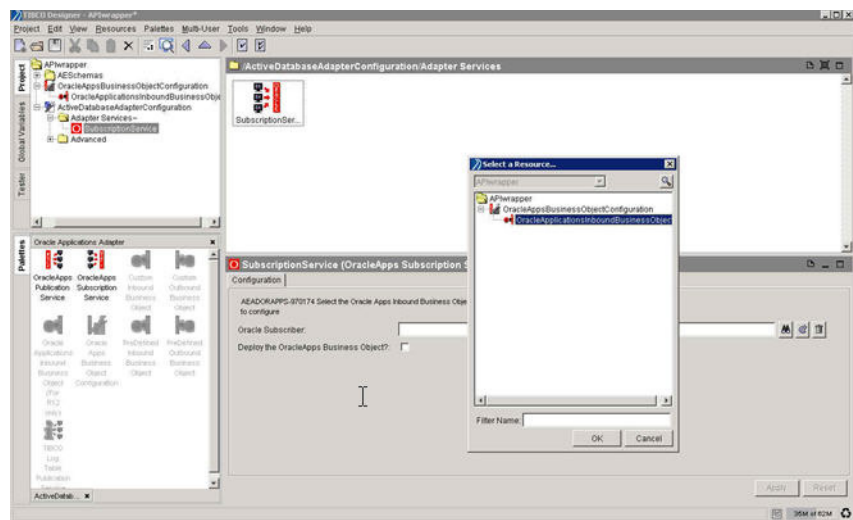 TIBCO Designer - APIwrapper*
Project Edit View Resources Palettes Multi-User Tools Window Help
Project
Global Variables
Tester
APIwrapper
AESchemas
OracleAppsBusinessObjectConfiguration
OracleApplicationsInboundBusinessObje
ActiveDatabaseAdapterConfiguration
Adapter Services~
SubscriptionService
Advanced
/ActiveDatabaseAdapterConfiguration/Adapter Services
SubscriptionSer...
Select a Resource...
APIwrapper
APIwrapper
OracleAppsBusinessObjectConfiguration
OracleApplicationsInboundBusinessObject
Filter Name:
OK Cancel
Palettes
Oracle Applications Adapter
OracleApps OracleApps Custom Custom
Publication Subscription Inbound Outbound
Service Service Business Business
Object Object
Oracle Oracle PreDefined PreDefined
Applications Apps Inbound Outbound
Inbound Business Business Business
Business Object Object Object
Object Configuration
(For
only)
TIBCO
Log
Table
Publication
ActiveDatab...
SubscriptionService (OracleApps Subscription S
Configuration
AEADORAPPS-970174 Select the Oracle Apps Inbound Business Obje
to configure
Oracle Subscriber:
Deploy the OracleApps Business Object?:
Apply Reset
35M of 62M